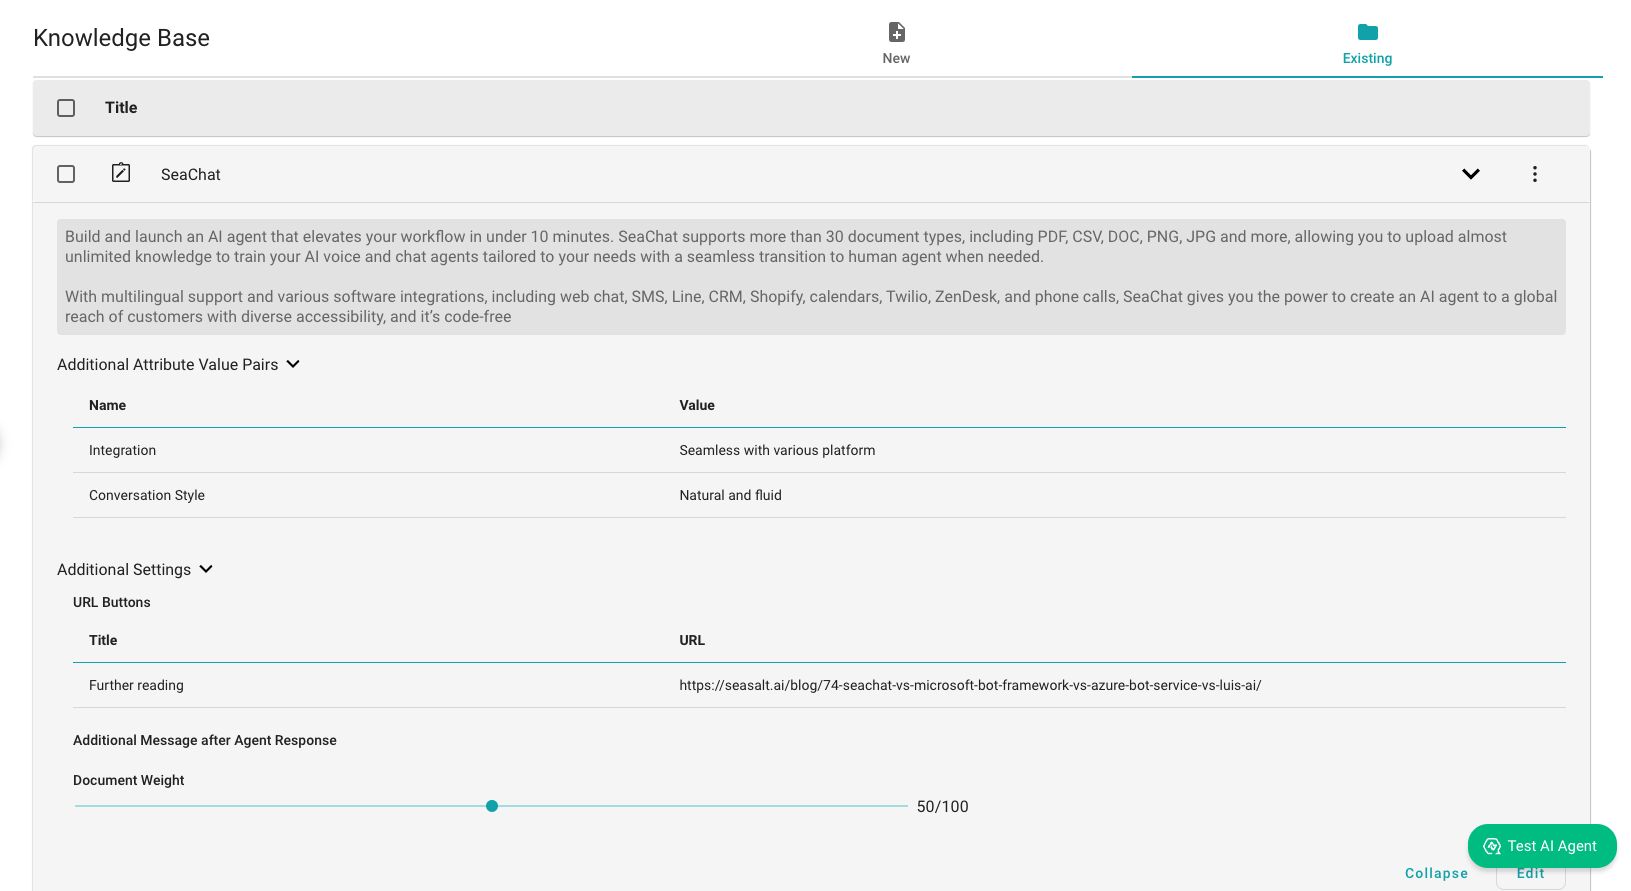 Knowledge Base
New
Existing
Title
SeaChat
Build and launch an AI agent that elevates your workflow in under 10 minutes. SeaChat supports more than 30 document types, including PDF, CSV, DOC, PNG, JPG and more, allowing you to upload almost
unlimited knowledge to train your AI voice and chat agents tailored to your needs with a seamless transition to human agent when needed.
With multilingual support and various software integrations, including web chat, SMS, Line, CRM, Shopify, calendars, Twilio, ZenDesk, and phone calls, SeaChat gives you the power to create an AI agent to a global
reach of customers with diverse accessibility, and it’s code-free
Additional Attribute Value Pairs
Name Value
Integration Seamless with various platform
Conversation Style Natural and fluid
Additional Settings
URL Buttons
Title URL
Further reading https://seasalt.ai/blog/74-seachat-vs-microsoft-bot-framework-vs-azure-bot-service-vs-luis-ai/
Additional Message after Agent Response
Document Weight
50/100
Test AI Agent
Collapse Edit